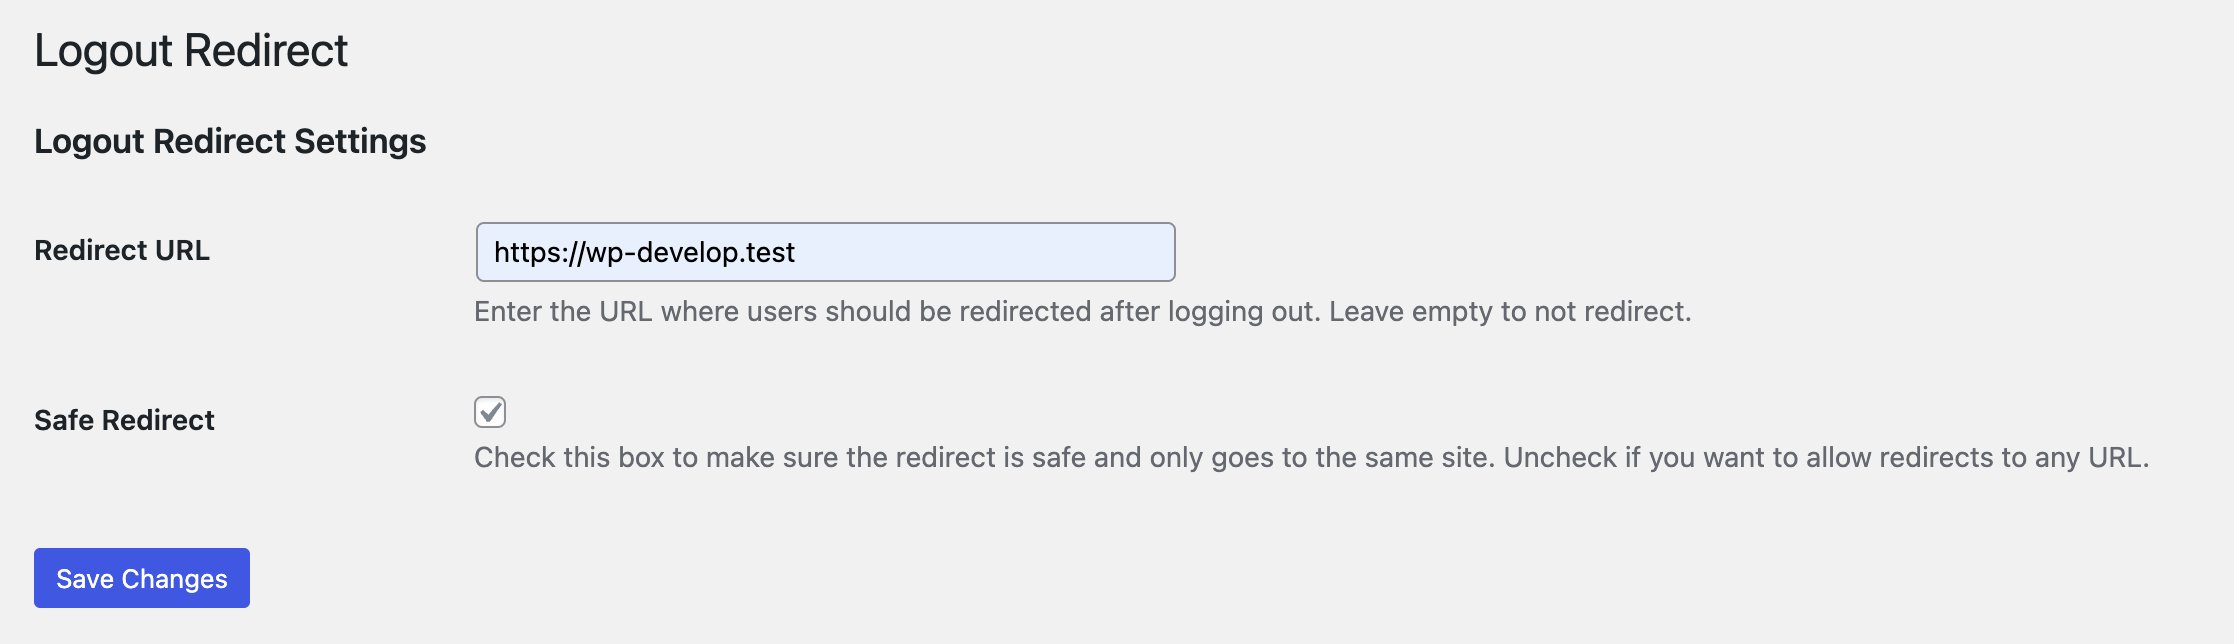 Logout Redirect
Logout Redirect Settings
Redirect URL
https://wp-develop.test
Enter the URL where users should be redirected after logging out. Leave empty to not redirect.
Safe Redirect
Check this box to make sure the redirect is safe and only goes to the same site. Uncheck if you want to allow redirects to any URL.
Save Changes